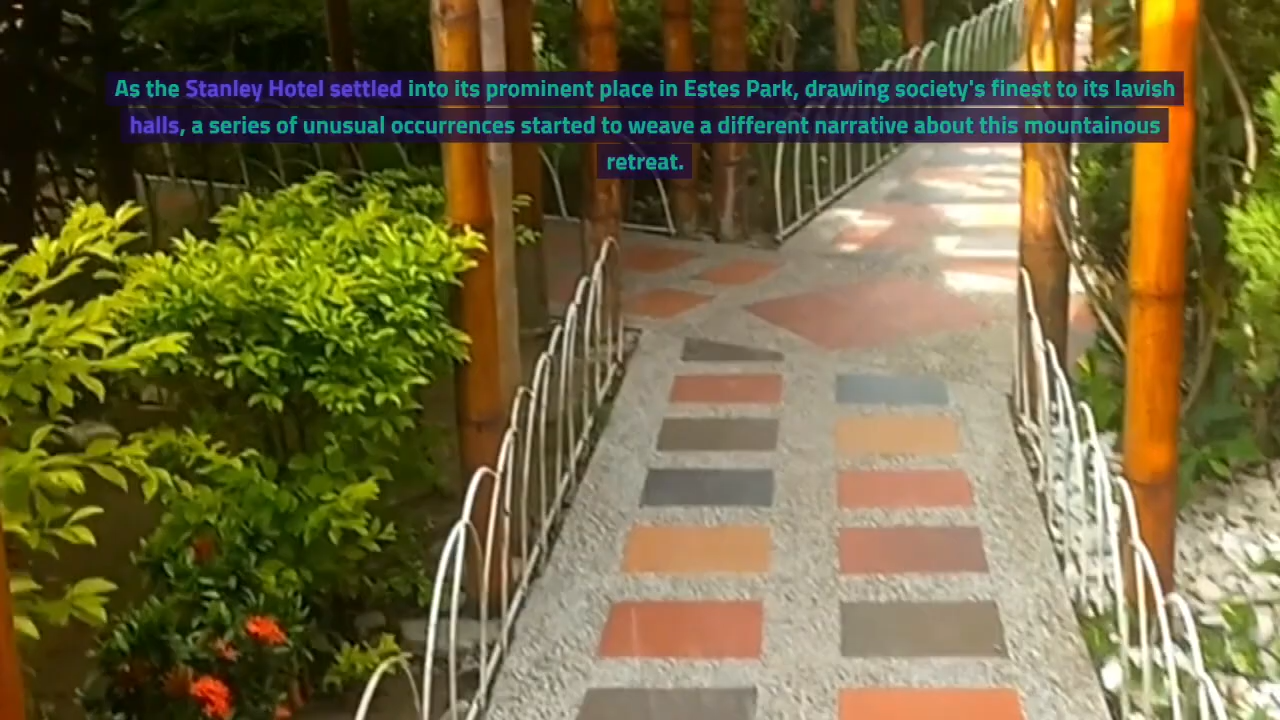 As the Stanley Hotel settled into its prominent place in Estes Park, drawing society's finest to its lavish
halls, a series of unusual occurrences started to weave a different narrative about this mountainous
retreat.